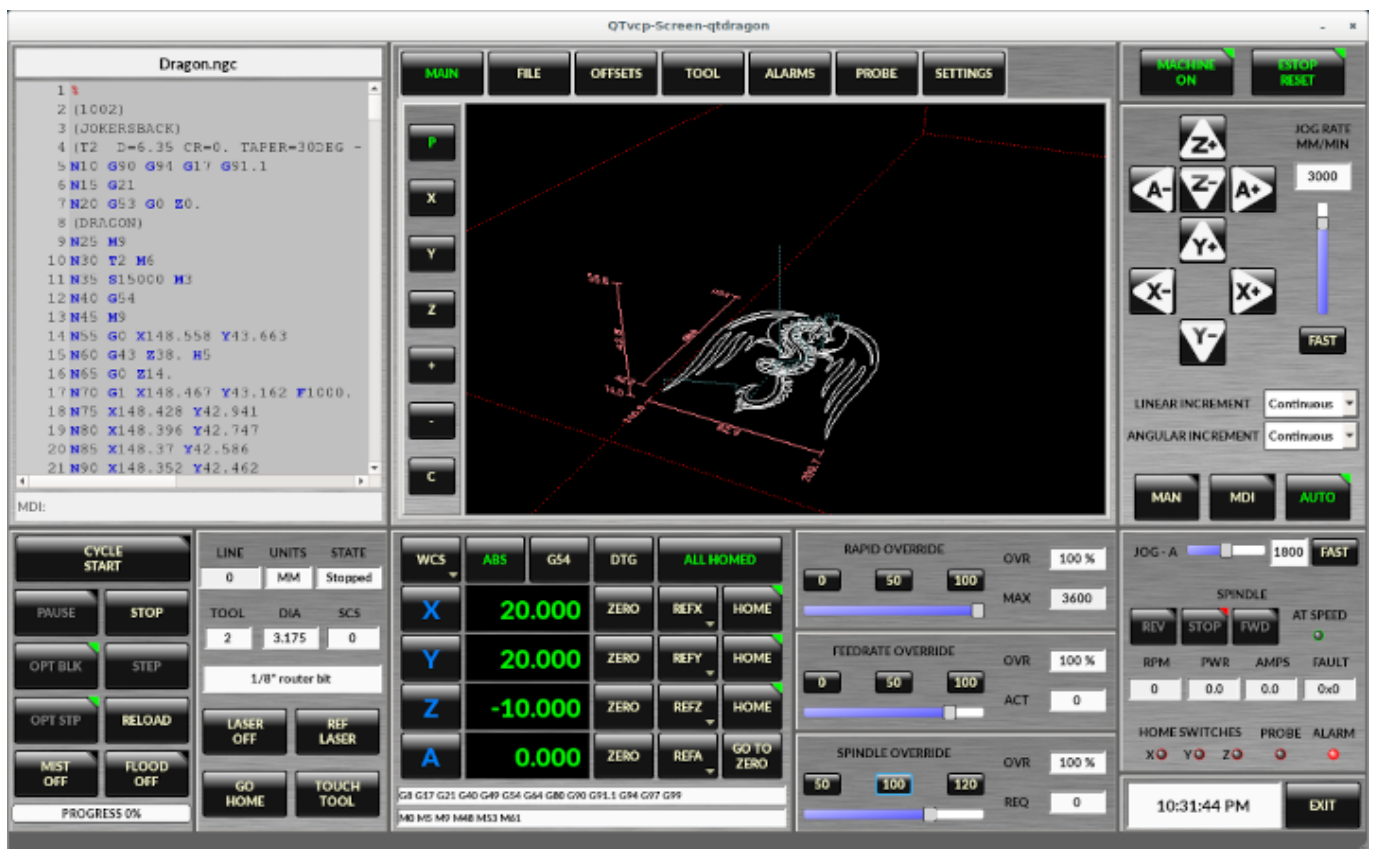 QTvcp-Screen-qtdragon
Dragon.ngc
1 %
2 (1002)
3 (JOKERSBACK)
4 (T2 D=6.35 CR=0. TAPER=30DEG -
5 N10 G90 G94 G17 G91.1
6 N15 G21
7 N20 G53 G0 Z0.
8 (DRAGON)
9 N25 M9
10 N30 T2 M6
11 N35 S15000 M3
12 N40 G54
13 N45 M9
14 N55 G0 X148.558 Y43.663
15 N60 G43 Z38. H5
16 N65 G0 Z14.
17 N70 G1 X148.467 Y43.162 F1000.
18 N75 X148.428 Y42.941
19 N80 X148.396 Y42.747
20 N85 X148.37 Y42.586
21 N90 X148.352 Y42.462
MDI:
MAIN FILE OFFSETS TOOL ALARMS PROBE SETTINGS
P
X
Y
Z
+
-
C
MACHINE ON
ESTOP RESET
JOG RATE
MM/MIN
3000
Z+
A- Z- A+
Y+
X- X+
Y-
FAST
LINEAR INCREMENT Continuous
ANGULAR INCREMENT Continuous
MAN MDI AUTO
CYCLE
START
PAUSE STOP
OPT BLK STEP
OPT STP RELOAD
MIST OFF
FLOOD OFF
PROGRESS 0%
LINE UNITS STATE
0 MM Stopped
TOOL DIA SCS
2 3.175 0
1/8" router bit
LASER OFF
REF LASER
GO HOME
TOUCH TOOL
WCS ABS G54 DTG ALL HOMED
X 20.000 ZERO REFX HOME
Y 20.000 ZERO REFY HOME
Z -10.000 ZERO REFZ HOME
A 0.000 ZERO REFA GO TO ZERO
G8 G17 G21 G40 G49 G54 G64 G80 G90 G91.1 G94 G97 G99
M0 M5 M9 M48 M53 M61
RAPID OVERRIDE OVR 100 %
0 50 100
MAX 3600
FEEDRATE OVERRIDE OVR 100 %
0 50 100
ACT 0
SPINDLE OVERRIDE OVR 100 %
50 100 120
REQ 0
JOG - A 1800 FAST
SPINDLE
REV STOP FWD AT SPEED
RPM PWR AMPS FAULT
0 0.0 0.0 0x0
HOME SWITCHES PROBE ALARM
X Y Z
10:31:44 PM EXIT